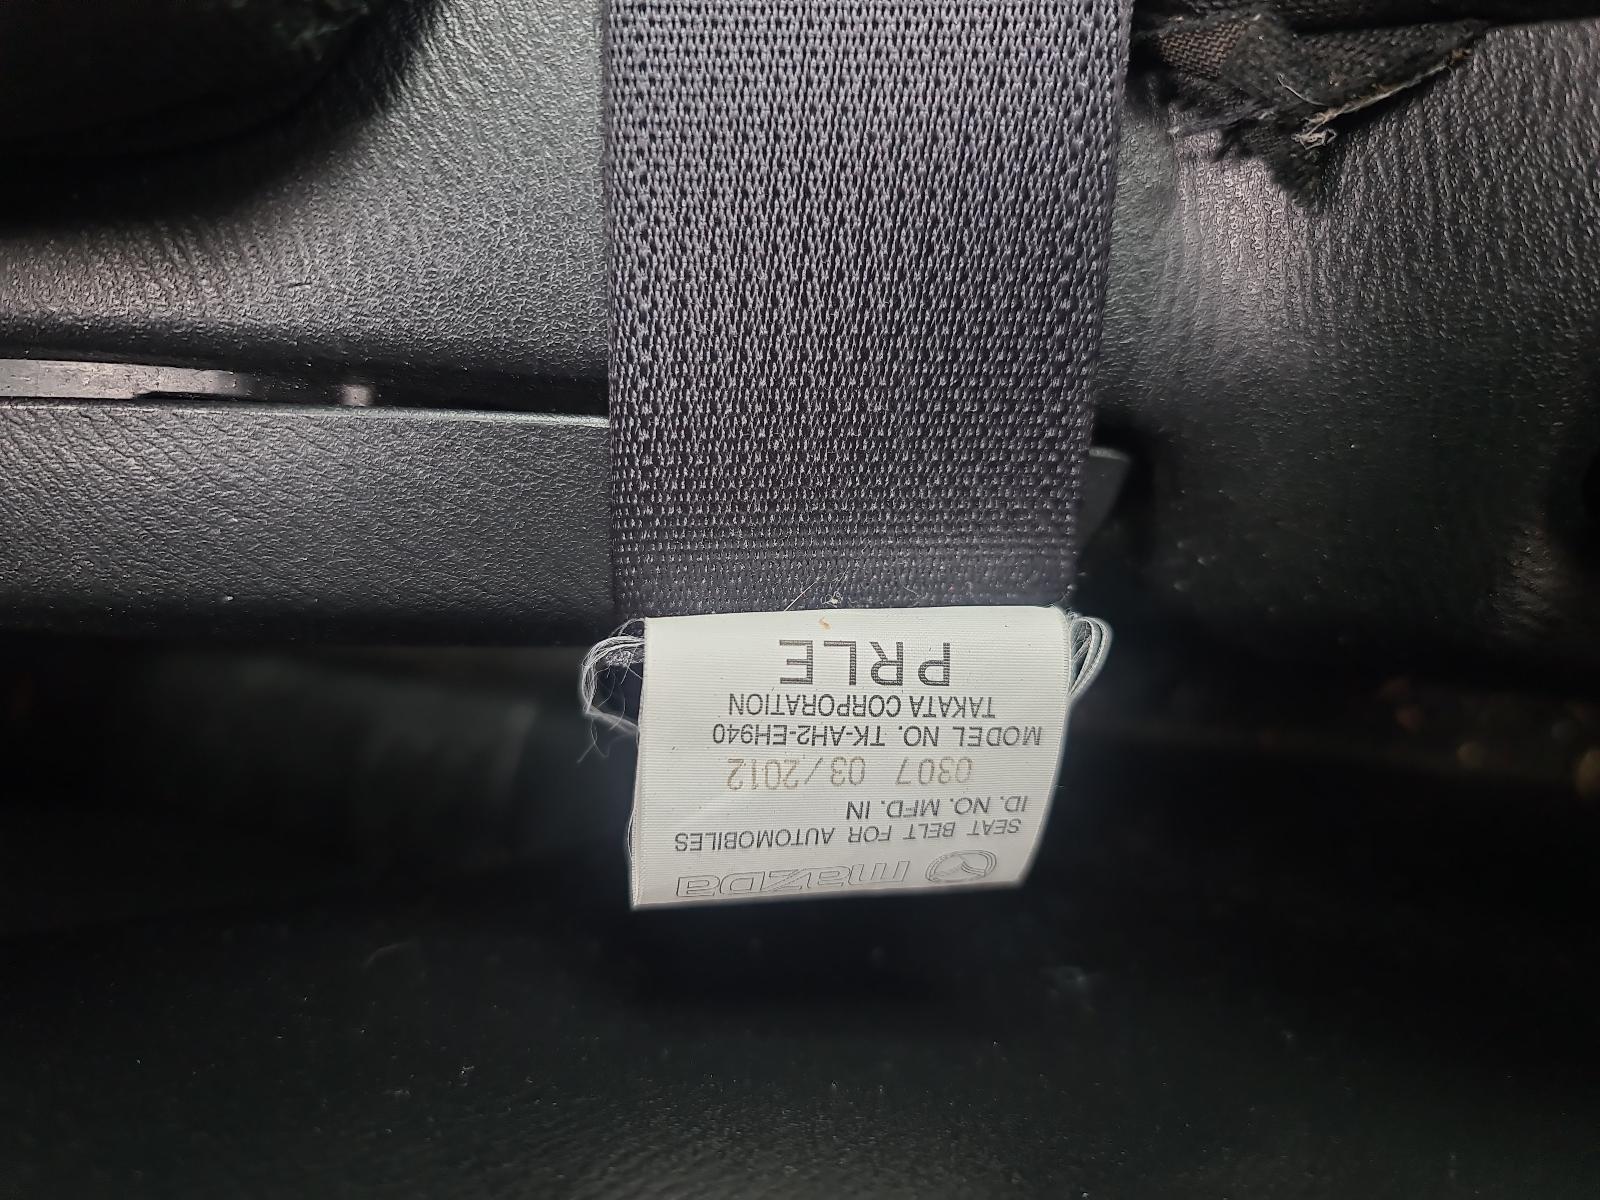 mazda
SEAT BELT FOR AUTOMOBILES
ID. NO. MFD. IN
0307 03/2012
MODEL NO. TK-AH2-EH940
TAKATA CORPORATION
PRLE